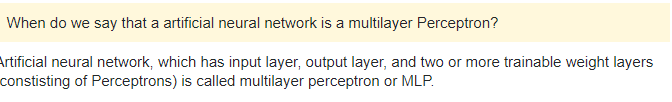 When do we say that a artificial neural network is a multilayer Perceptron?
Artificial neural network, which has input layer, output layer, and two or more trainable weight layers
(constisting of Perceptrons) is called multilayer perceptron or MLP.